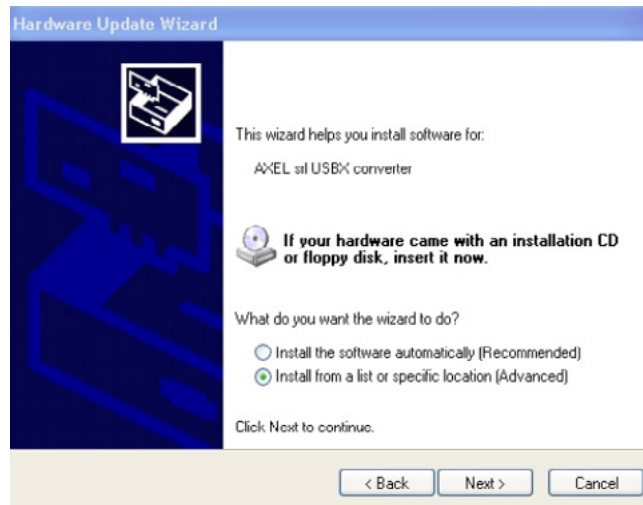 Hardware Update Wizard
This wizard helps you install software for:
AXEL srl USBX converter
If your hardware came with an installation CD
or floppy disk, insert it now.
What do you want the wizard to do?
Install the software automatically (Recommended)
Install from a list or specific location (Advanced)
Click Next to continue.
< Back
Next >
Cancel